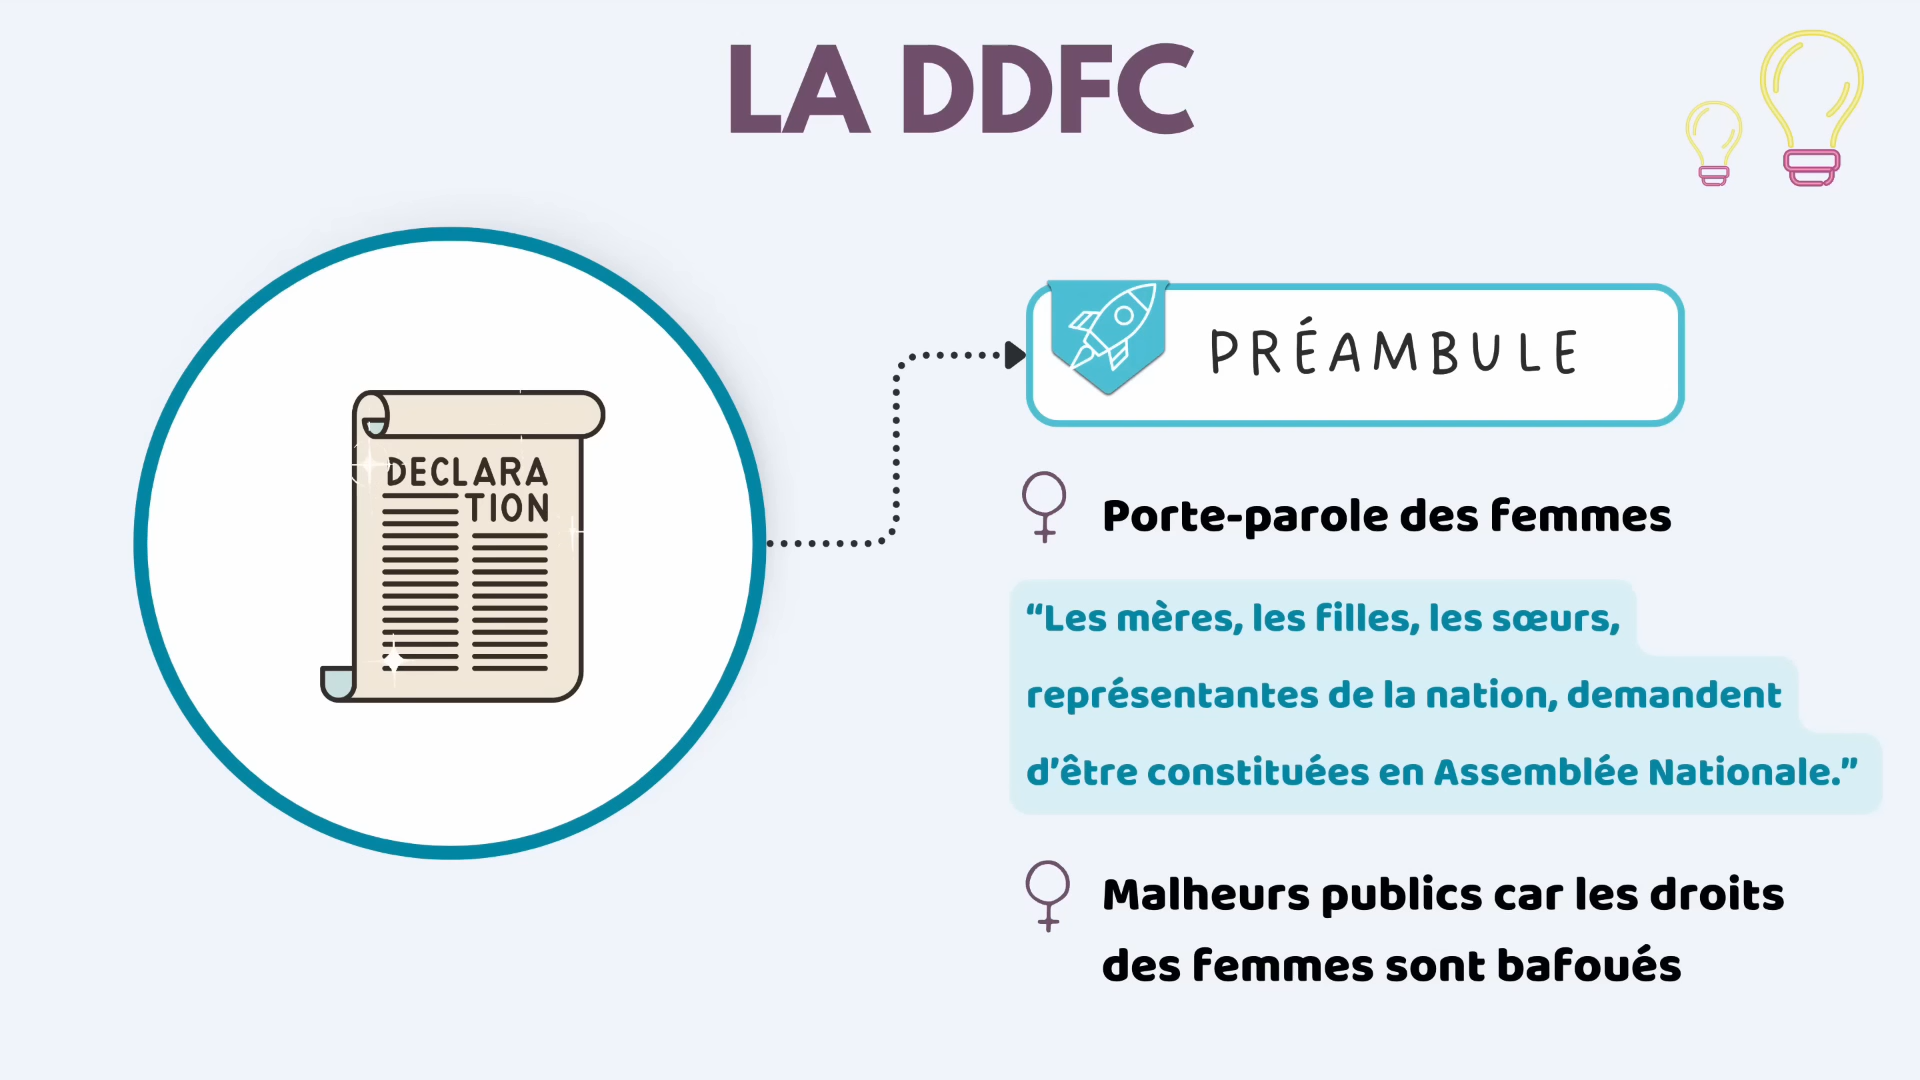 LA DDFC
DECLARA
TION
PRÉAMBULE
Porte-parole des femmes
“Les mères, les filles, les sœurs,
représentantes de la nation, demandent
d’être constituées en Assemblée Nationale.”
Malheurs publics car les droits
des femmes sont bafoués